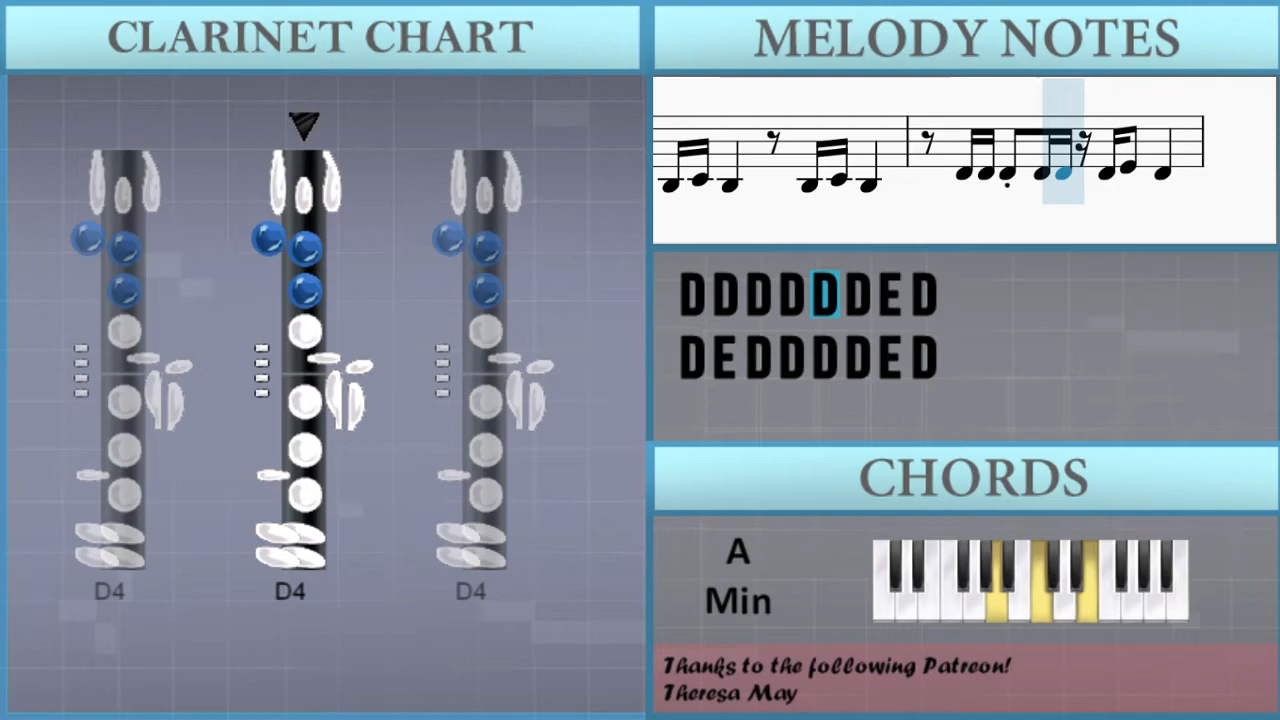 CLARINET CHART
D4
D4
D4
MELODY NOTES
DDDDDDED
DEDDDDED
CHORDS
A
Min
Thanks to the following Patreon!
Theresa May